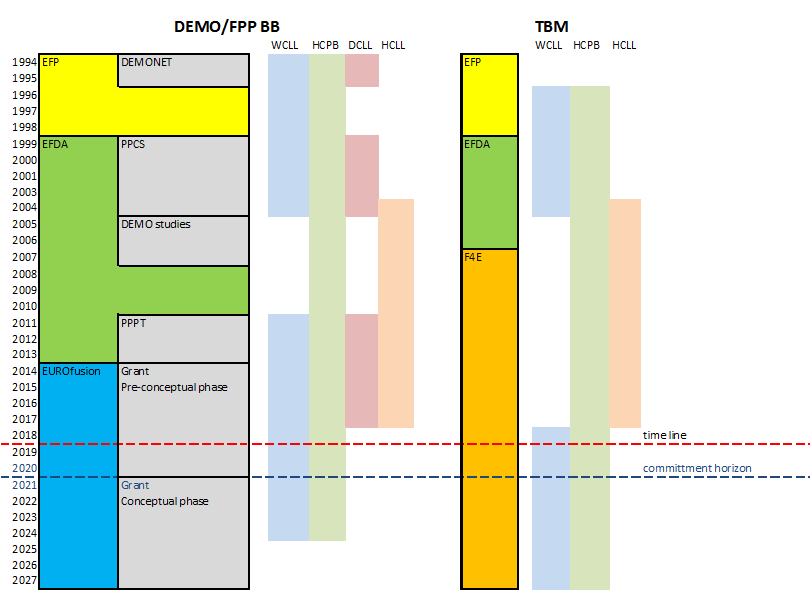 DEMO/FPP BB TBM
WCLL HCPB DCLL HCLL WCLL HCPB HCLL
1994 EFP DEMONET EFP
1995
1996
1997
1998
1999 EFDA PPCS EFDA
2000
2001
2003
2004
2005 DEMO studies
2006
2007 F4E
2008
2009
2010
2011 PPPT
2012
2013
2014 EUROfusion Grant
2015 Pre-conceptual phase
2016
2017
2018 time line
2019
2020 committment horizon
2021 Grant
2022 Conceptual phase
2023
2024
2025
2026
2027